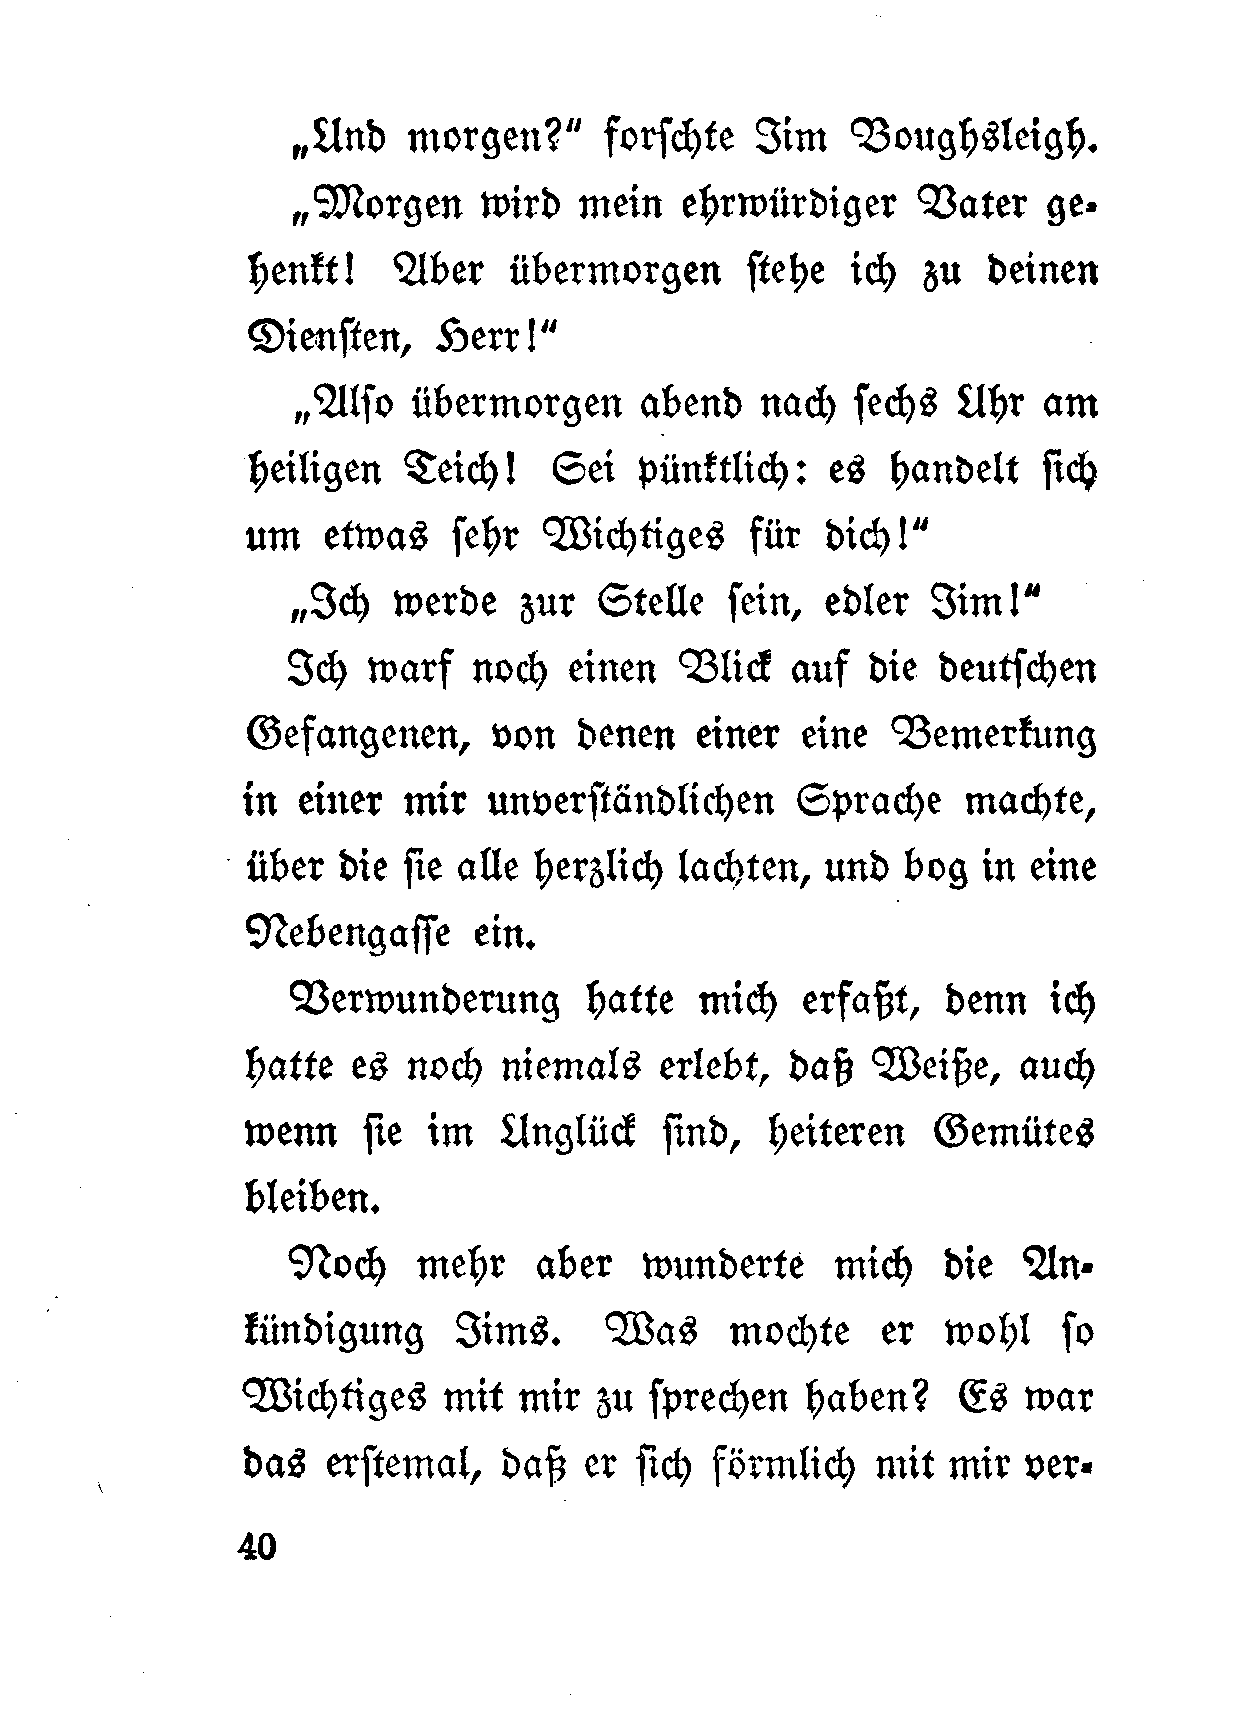 „Und morgen?“ forschte Jim Boughsleigh.
„Morgen wird mein ehrwürdiger Vater ge-
henkt! Aber übermorgen stehe ich zu deinen
Diensten, Herr!“
„Also übermorgen abend nach sechs Uhr am
heiligen Teich! Sei pünktlich: es handelt sich
um etwas sehr Wichtiges für dich!“
„Ich werde zur Stelle sein, edler Jim!“
Ich warf noch einen Blick auf die deutschen
Gefangenen, von denen einer eine Bemerkung
in einer mir unverständlichen Sprache machte,
über die sie alle herzlich lachten, und bog in eine
Nebengasse ein.
Verwunderung hatte mich erfaßt, denn ich
hatte es noch niemals erlebt, daß Weiße, auch
wenn sie im Unglück sind, heiteren Gemütes
bleiben.
Noch mehr aber wunderte mich die An-
kündigung Jims. Was mochte er wohl so
Wichtiges mit mir zu sprechen haben? Es war
das erstemal, daß er sich förmlich mit mir ver-
40